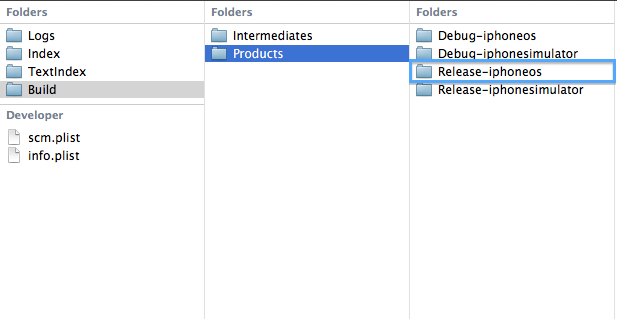 Folders
Logs
Index
TextIndex
Build
Developer
scm.plist
info.plist
Folders
Intermediates
Products
Folders
Debug-iphoneos
Debug-iphonesimulator
Release-iphoneos
Release-iphonesimulator